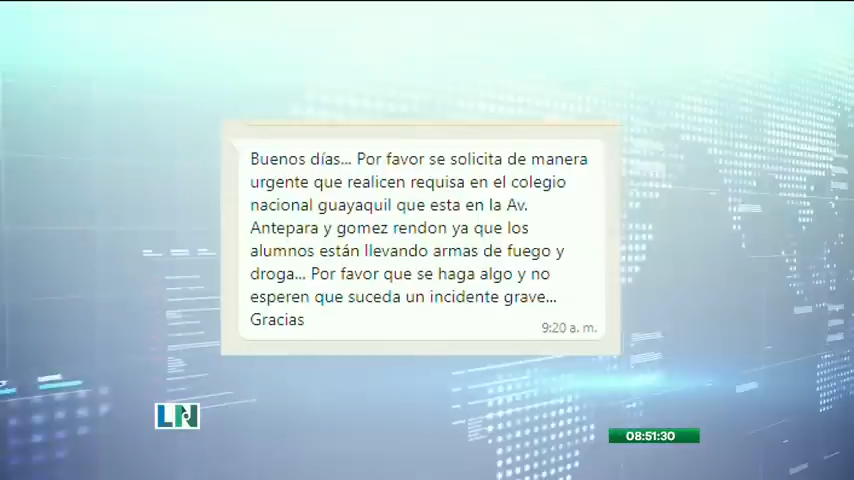 Buenos días... Por favor se solicita de manera
urgente que realicen requisa en el colegio
nacional guayaquil que esta en la Av.
Antepara y gomez rendon ya que los
alumnos están llevando armas de fuego y
droga... Por favor que se haga algo y no
esperen que suceda un incidente grave...
Gracias
9:20 a. m.
LN
08:51:30